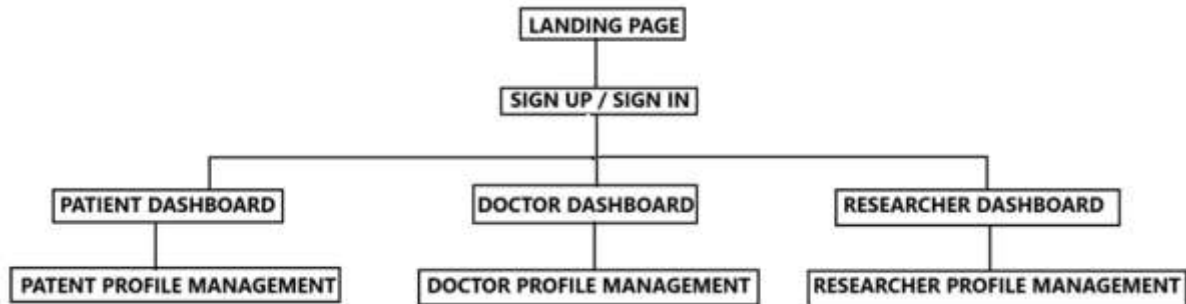 LANDING PAGE
SIGN UP / SIGN IN
PATIENT DASHBOARD
DOCTOR DASHBOARD
RESEARCHER DASHBOARD
PATENT PROFILE MANAGEMENT
DOCTOR PROFILE MANAGEMENT
RESEARCHER PROFILE MANAGEMENT